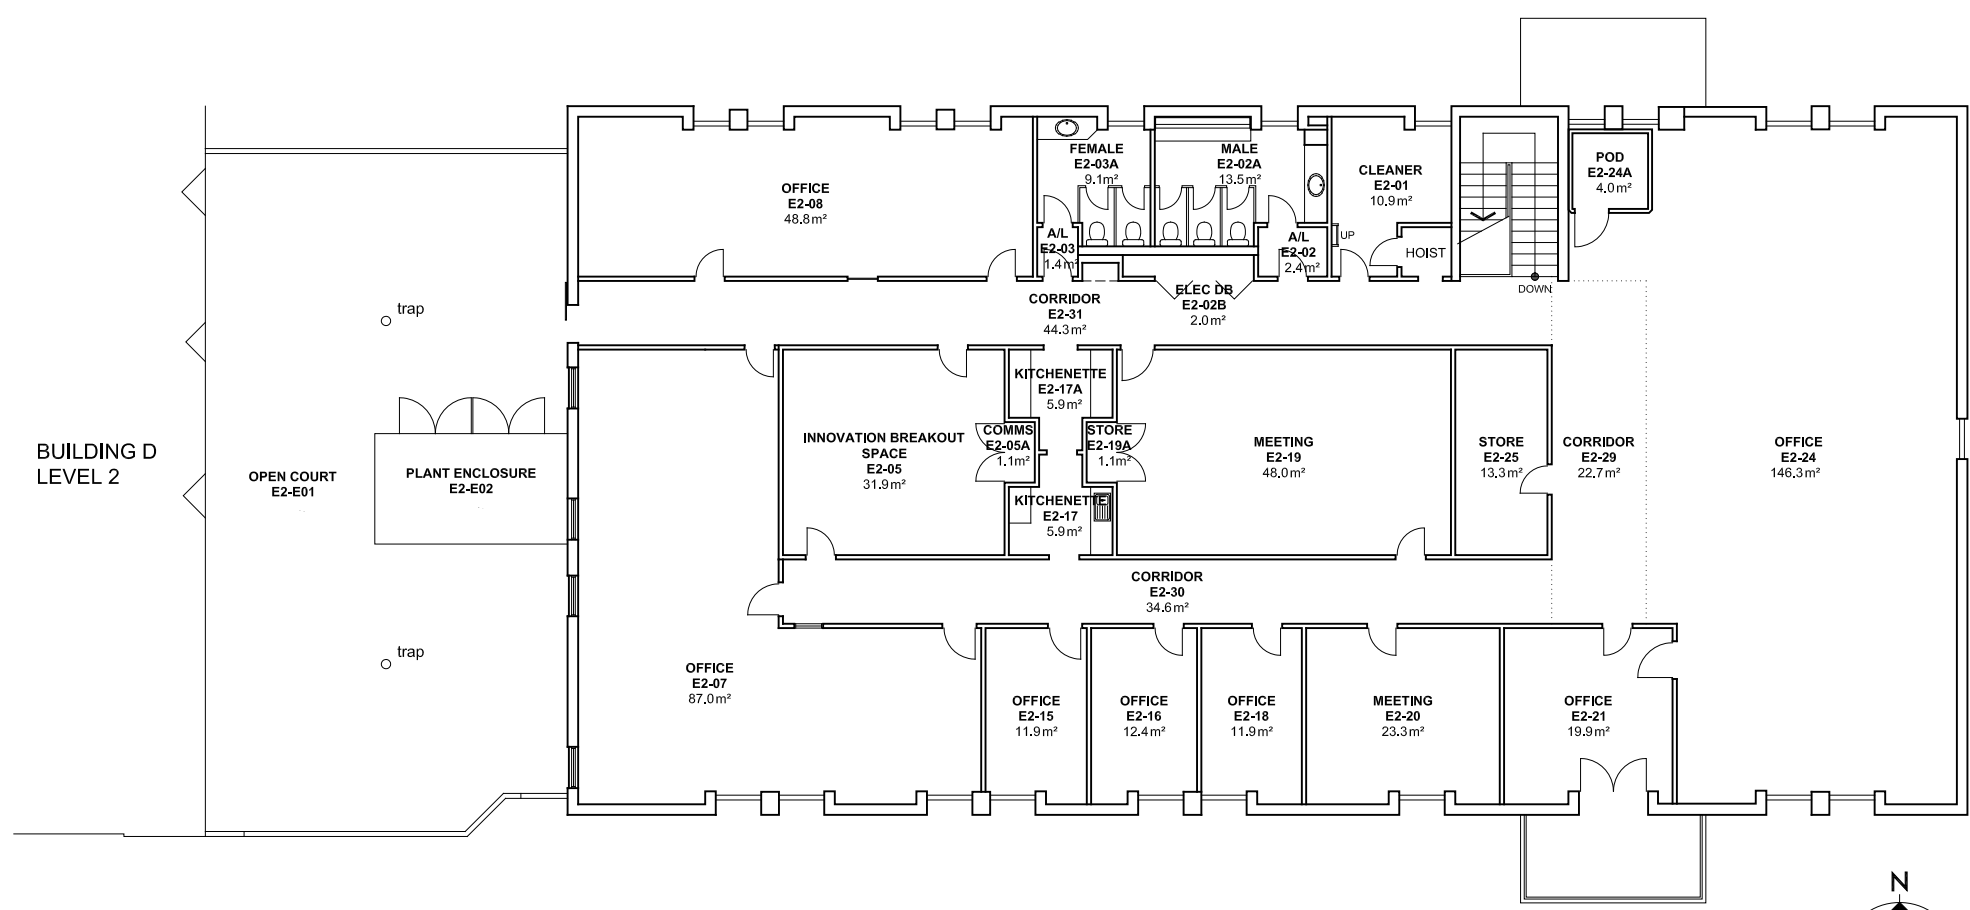 BUILDING D
LEVEL 2
OPEN COURT
E2-E01
trap
trap
PLANT ENCLOSURE
E2-E02
OFFICE
E2-08
48.8m²
FEMALE
E2-03A
9.1m²
MALE
E2-02A
13.5m²
CLEANER
E2-01
10.9m²
A/L
E2-03
1.4m²
A/L
E2-02
2.4m²
UP
HOIST
DOWN
POD
E2-24A
4.0m²
CORRIDOR
E2-31
44.3m²
ELEC DB
E2-02B
2.0m²
KITCHENETTE
E2-17A
5.9m²
INNOVATION BREAKOUT
SPACE
E2-05
31.9m²
COMMS
E2-05A
1.1m²
STORE
E2-19A
1.1m²
KITCHENETTE
E2-17
5.9m²
MEETING
E2-19
48.0m²
STORE
E2-25
13.3m²
CORRIDOR
E2-29
22.7m²
OFFICE
E2-24
146.3m²
CORRIDOR
E2-30
34.6m²
OFFICE
E2-07
87.0m²
OFFICE
E2-15
11.9m²
OFFICE
E2-16
12.4m²
OFFICE
E2-18
11.9m²
MEETING
E2-20
23.3m²
OFFICE
E2-21
19.9m²
N